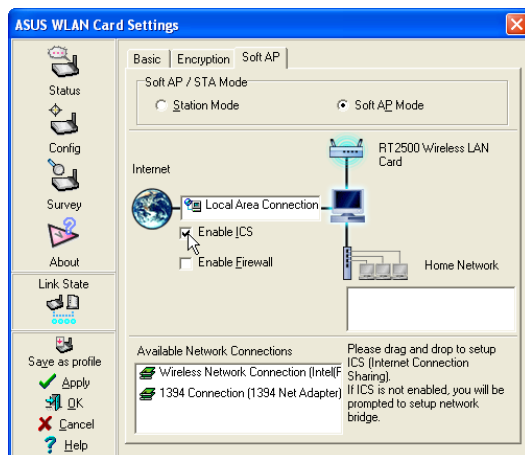 ASUS WLAN Card Settings
Status
Config
Survey
About
Link State
Save as profile
Apply
OK
Cancel
Help
Basic
Encryption
Soft AP
Soft AP / STA Mode
Station Mode
Soft AP Mode
Internet
RT2500 Wireless LAN
Card
Local Area Connection
Enable ICS
Enable Firewall
Home Network
Available Network Connections
Wireless Network Connection (Intel(
1394 Connection (1394 Net Adapter)
Please drag and drop to setup
ICS (Internet Connection
Sharing).
If ICS is not enabled, you will be
prompted to setup network
bridge.